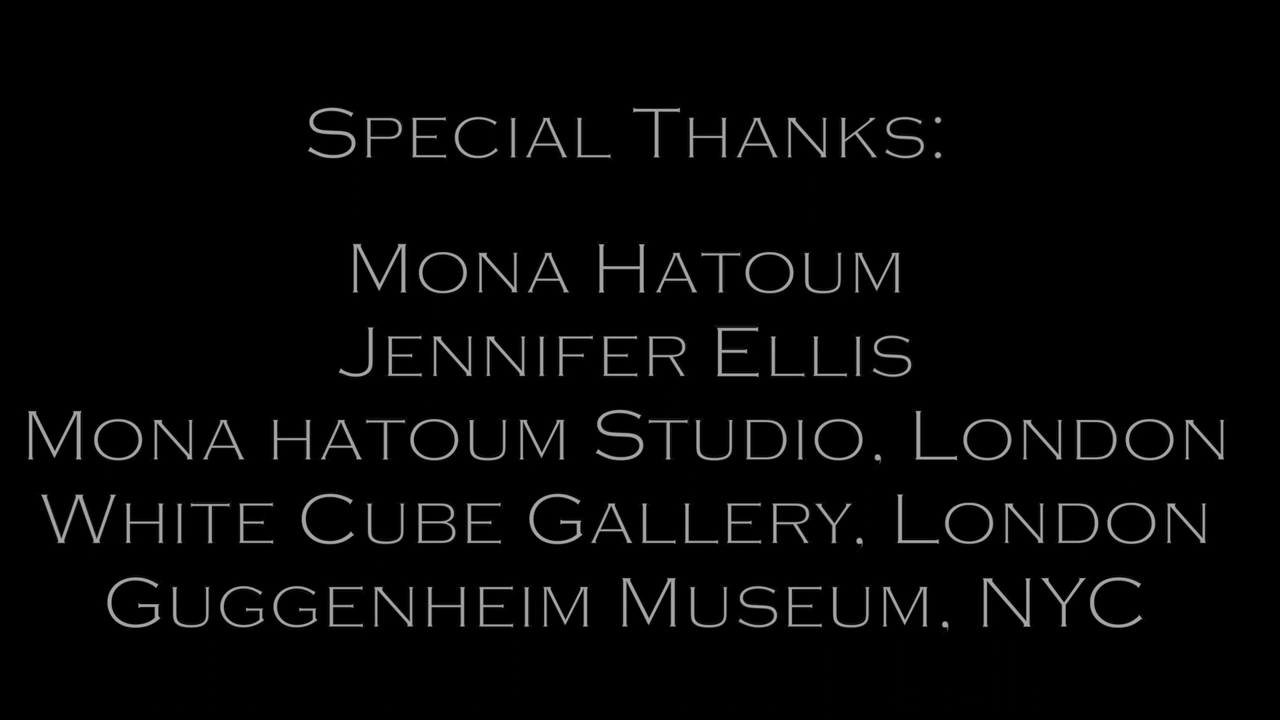 Special Thanks:
Mona Hatoum
Jennifer Ellis
Mona hatoum Studio, London
White Cube Gallery, London
Guggenheim Museum, NYC